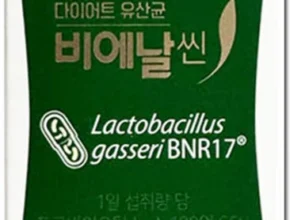 다이어트 유산균
비에날씬
Lactobacillus
gasseri BNR17®
1일 섭취량 당